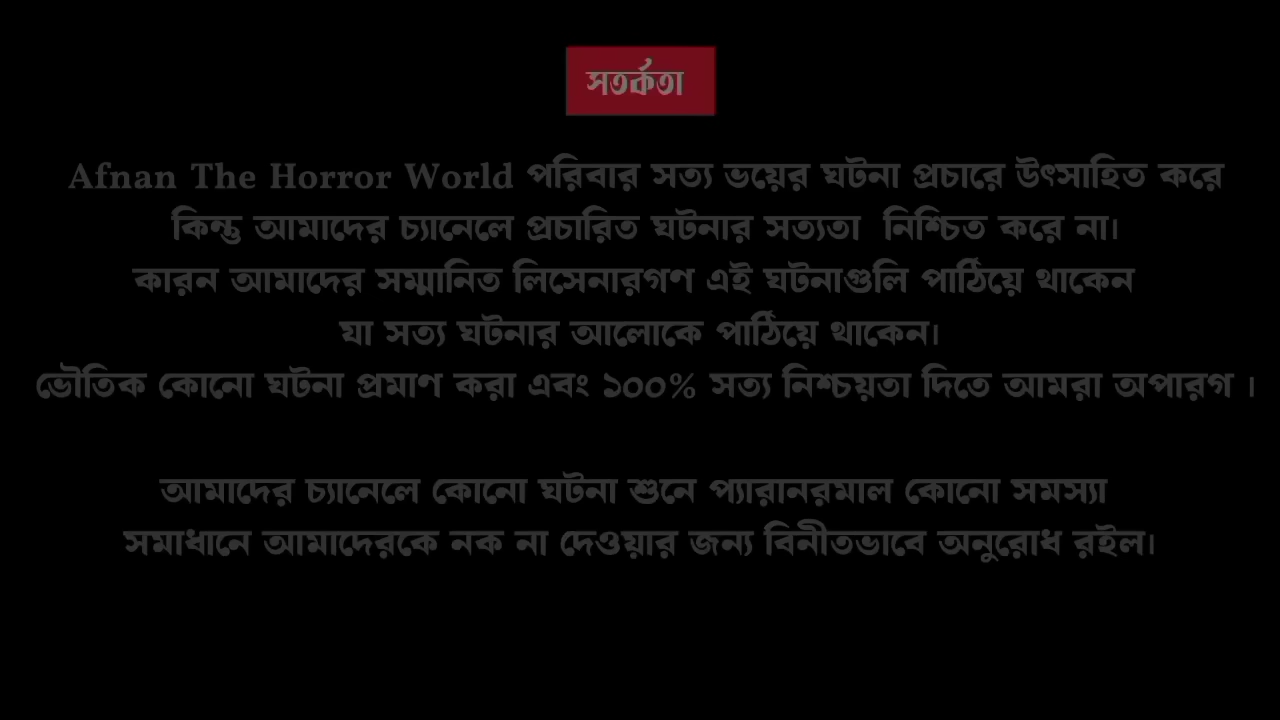 সতর্কতা
Afnan The Horror World পরিবার সত্য ভয়ের ঘটনা প্রচারে উৎসাহিত করে
কিন্তু আমাদের চ্যানেলে প্রচারিত ঘটনার সত্যতা নিশ্চিত করে না।
কারন আমাদের সম্মানিত লিসেনারগণ এই ঘটনাগুলি পাঠিয়ে থাকেন
যা সত্য ঘটনার আলোকে পাঠিয়ে থাকেন।
ভৌতিক কোনো ঘটনা প্রমাণ করা এবং ১০০% সত্য নিশ্চয়তা দিতে আমরা অপারগ ।
আমাদের চ্যানেলে কোনো ঘটনা শুনে প্যারানরমাল কোনো সমস্যা
সমাধানে আমাদেরকে নক না দেওয়ার জন্য বিনীতভাবে অনুরোধ রইল।